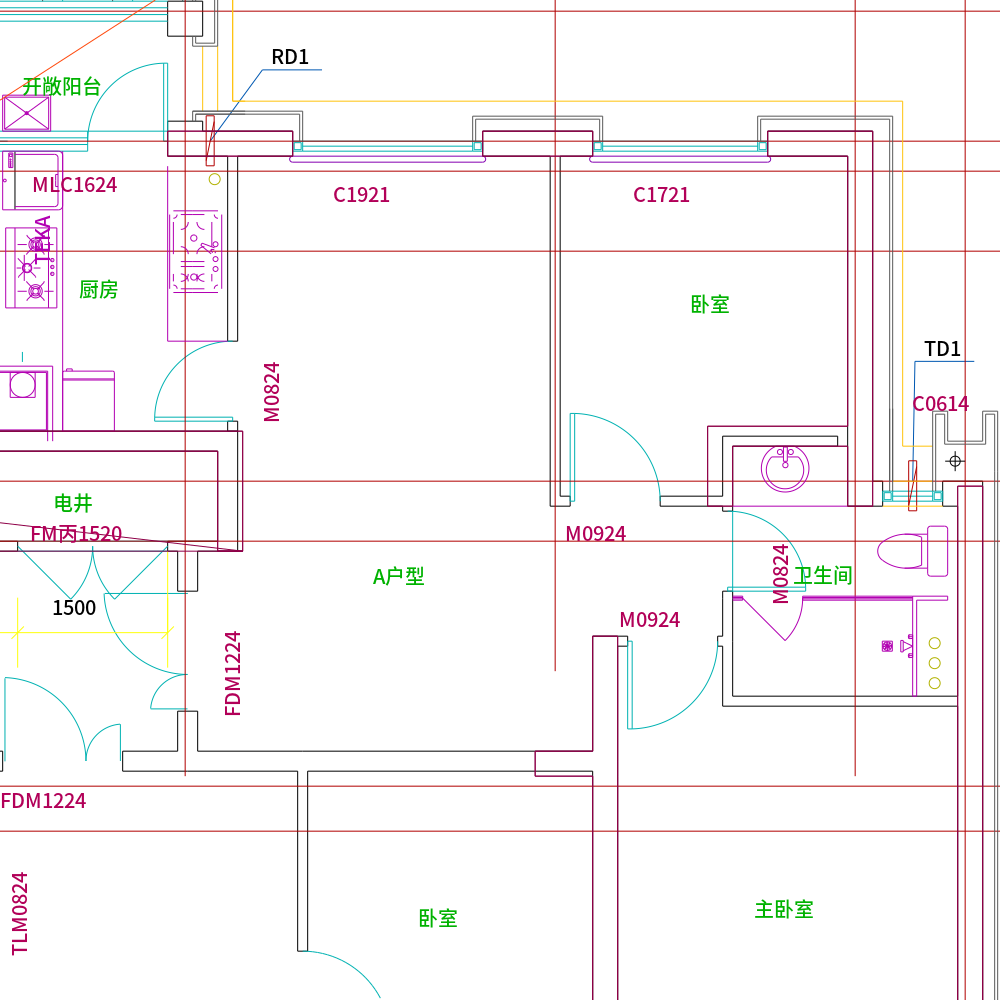 RD1
开敞阳台
MLC1624
C1921
C1721
TEKA
厨房
卧室
TD1
M0824
C0614
电井
FM丙1520
M0924
A户型
M0824
卫生间
1500
M0924
FDM1224
FDM1224
TLM0824
卧室
主卧室